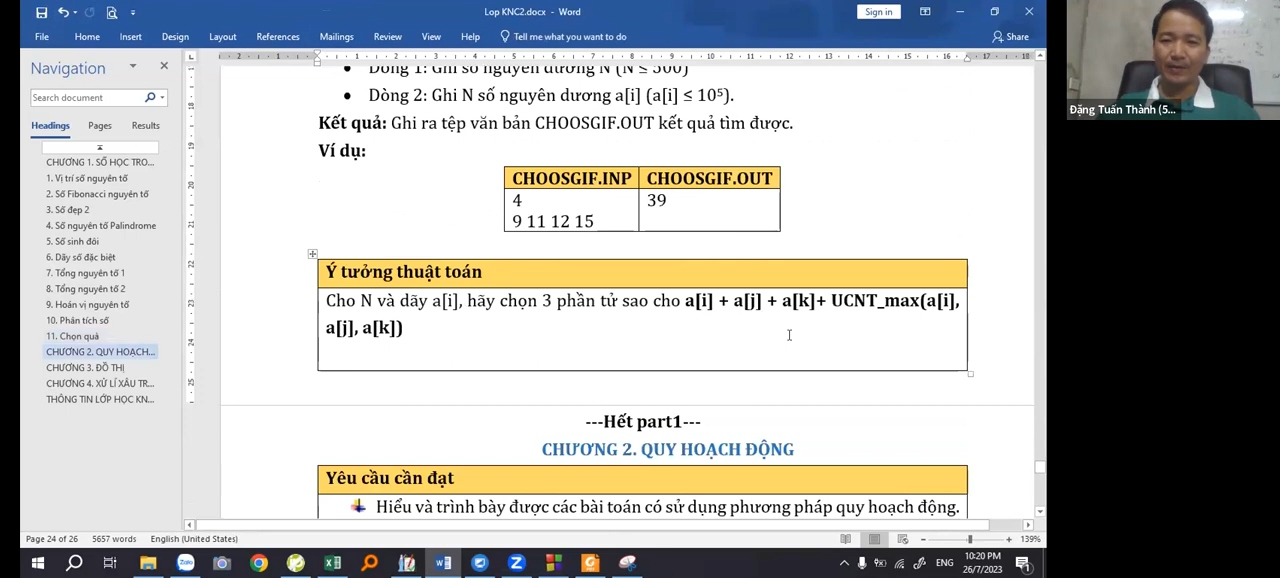 Lop KNC2.docx - Word
Sign in
File Home Insert Design Layout References Mailings Review View Help Tell me what you want to do Share
Navigation
Search document
Headings Pages Results
CHƯƠNG 1. SỐ HỌC TRO...
1. Vị trí số nguyên tố
2. Số Fibonacci nguyên tố
3. Số đẹp 2
4. Số nguyên tố Palindrome
5. Số sinh đôi
6. Dãy số đặc biệt
7. Tổng nguyên tố 1
8. Tổng nguyên tố 2
9. Hoán vị nguyên tố
10. Phân tích số
11. Chọn quà
CHƯƠNG 2. QUY HOẠCH...
CHƯƠNG 3. ĐỒ THỊ
CHƯƠNG 4. XỬ LÍ XÂU TR...
THÔNG TIN LỚP HỌC KN...
Dòng 1: Ghi số nguyên dương N (N ≤ 300)
Dòng 2: Ghi N số nguyên dương a[i] (a[i] ≤ 10⁵).
Kết quả: Ghi ra tệp văn bản CHOOSGIF.OUT kết quả tìm được.
Ví dụ:
CHOOSGIF.INP CHOOSGIF.OUT
4 39
9 11 12 15
Ý tưởng thuật toán
Cho N và dãy a[i], hãy chọn 3 phần tử sao cho a[i] + a[j] + a[k]+ UCNT_max(a[i],
a[j], a[k])
---Hết part1---
CHƯƠNG 2. QUY HOẠCH ĐỘNG
Yêu cầu cần đạt
Hiểu và trình bày được các bài toán có sử dụng phương pháp quy hoạch động.
Page 24 of 26 5657 words English (United States) 139%
ENG 10:20 PM
26/7/2023
Đặng Tuấn Thành (5...